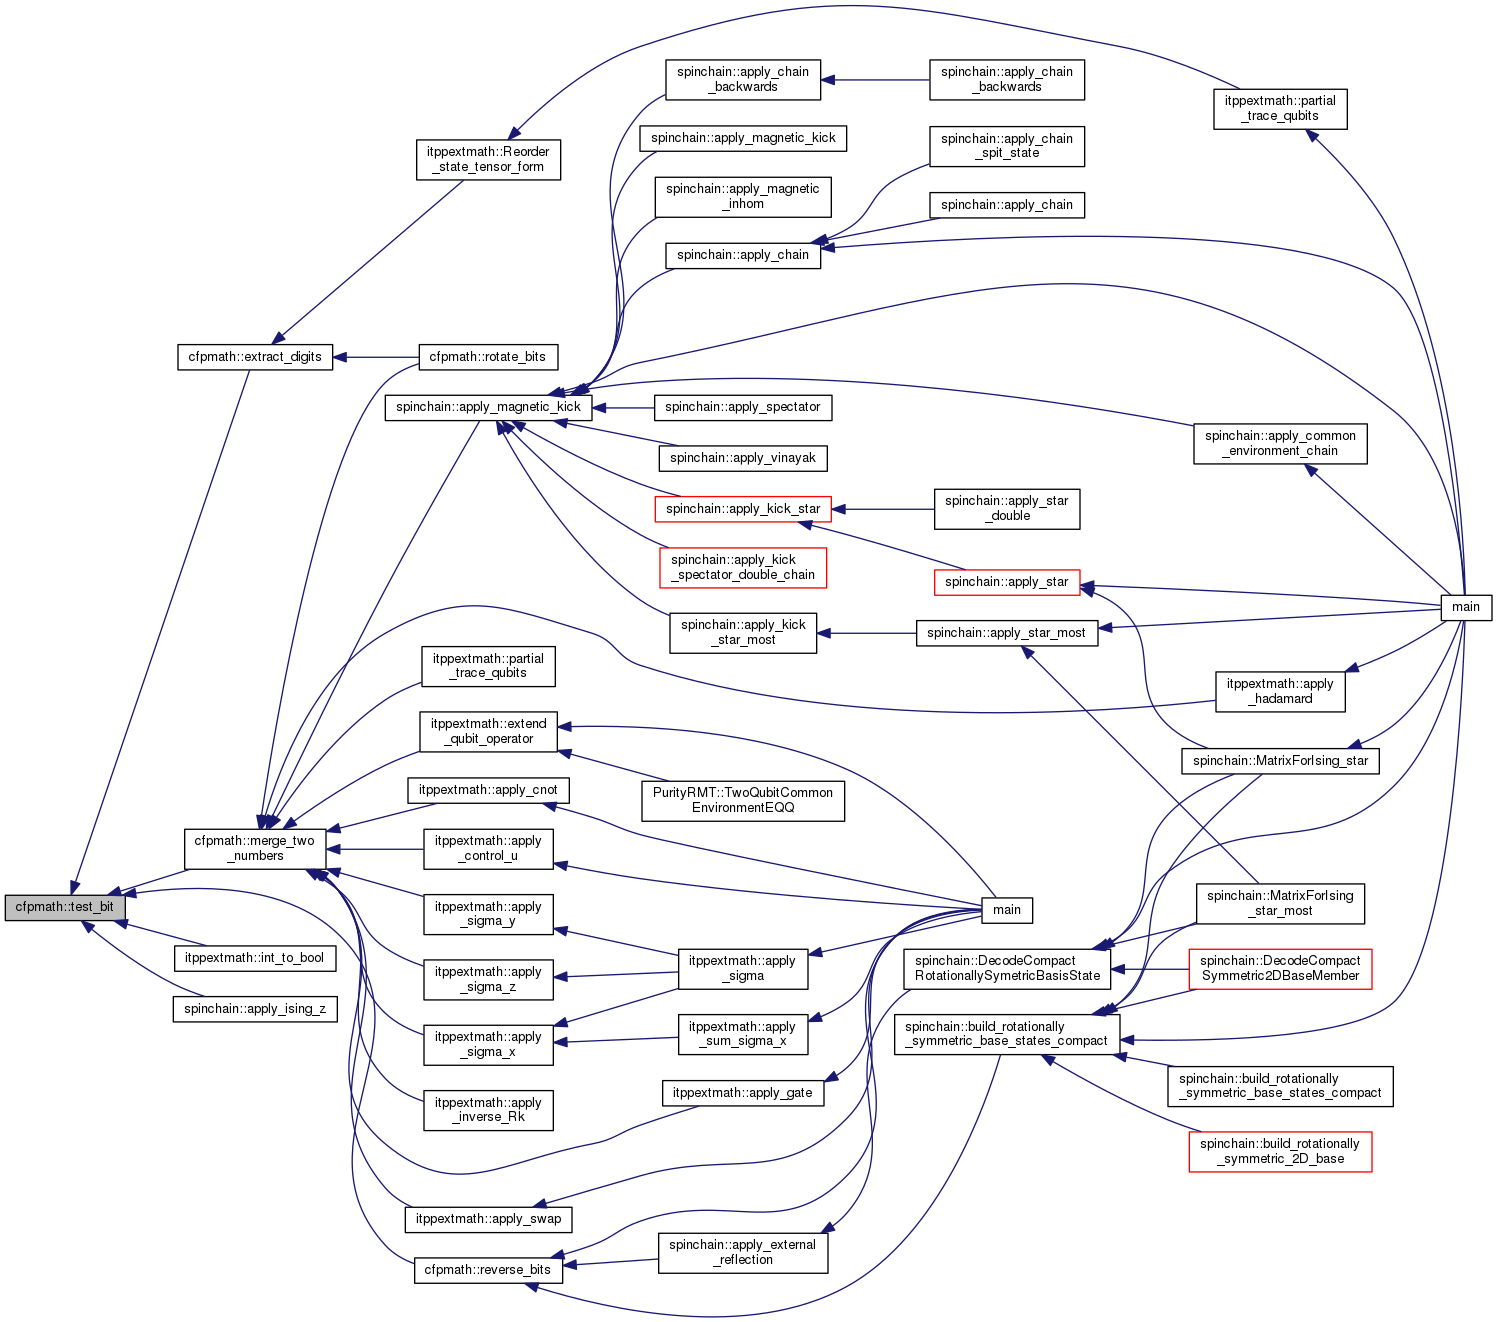 cfpmath::test_bit
cfpmath::extract_digits
cfpmath::merge_two
_numbers
itppextmath::int_to_bool
spinchain::apply_ising_z
itppextmath::Reorder
_state_tensor_form
cfpmath::rotate_bits
spinchain::apply_magnetic_kick
itppextmath::partial
_trace_qubits
itppextmath::extend
_qubit_operator
itppextmath::apply_cnot
itppextmath::apply
_control_u
itppextmath::apply
_sigma_y
itppextmath::apply
_sigma_z
itppextmath::apply
_sigma_x
itppextmath::apply
_inverse_Rk
itppextmath::apply_swap
cfpmath::reverse_bits
spinchain::apply_chain
_backwards
spinchain::apply_magnetic_kick
spinchain::apply_magnetic
_inhom
spinchain::apply_chain
spinchain::apply_spectator
spinchain::apply_vinayak
spinchain::apply_kick_star
spinchain::apply_kick
_spectator_double_chain
spinchain::apply_kick
_star_most
PurityRMT::TwoQubitCommon
EnvironmentEQQ
itppextmath::apply
_sigma
itppextmath::apply
_sum_sigma_x
itppextmath::apply_gate
spinchain::apply_external
_reflection
spinchain::apply_chain
_backwards
spinchain::apply_chain
_spit_state
spinchain::apply_chain
spinchain::apply_star
_double
spinchain::apply_star
spinchain::apply_star_most
main
spinchain::DecodeCompact
RotationallySymetricBasisState
spinchain::build_rotationally
_symmetric_base_states_compact
itppextmath::partial
_trace_qubits
spinchain::apply_common
_environment_chain
itppextmath::apply
_hadamard
spinchain::MatrixForIsing_star
spinchain::MatrixForIsing
_star_most
spinchain::DecodeCompact
Symmetric2DBaseMember
spinchain::build_rotationally
_symmetric_base_states_compact
spinchain::build_rotationally
_symmetric_2D_base
main